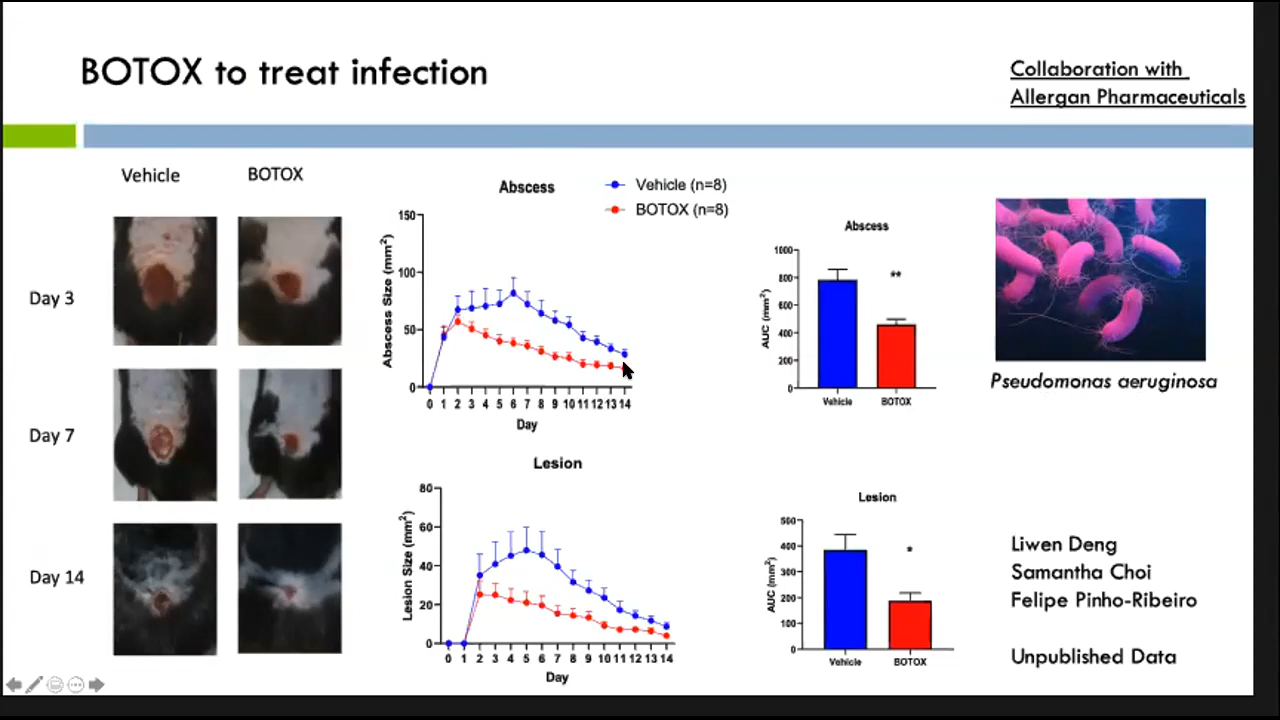 BOTOX to treat infection
Collaboration with
Allergan Pharmaceuticals
Vehicle
BOTOX
Day 3
Day 7
Day 14
Abscess
Vehicle (n=8)
BOTOX (n=8)
Abscess Size (mm²)
150
100
50
0
0 1 2 3 4 5 6 7 8 9 10 11 12 13 14
Day
Abscess
AUC (mm²)
1000
800
600
400
200
0
**
Vehicle
BOTOX
Pseudomonas aeruginosa
Lesion
Lesion Size (mm²)
80
60
40
20
0
0 1 2 3 4 5 6 7 8 9 10 11 12 13 14
Day
Lesion
AUC (mm²)
500
400
300
200
100
0
*
Vehicle
BOTOX
Liwen Deng
Samantha Choi
Felipe Pinho-Ribeiro
Unpublished Data